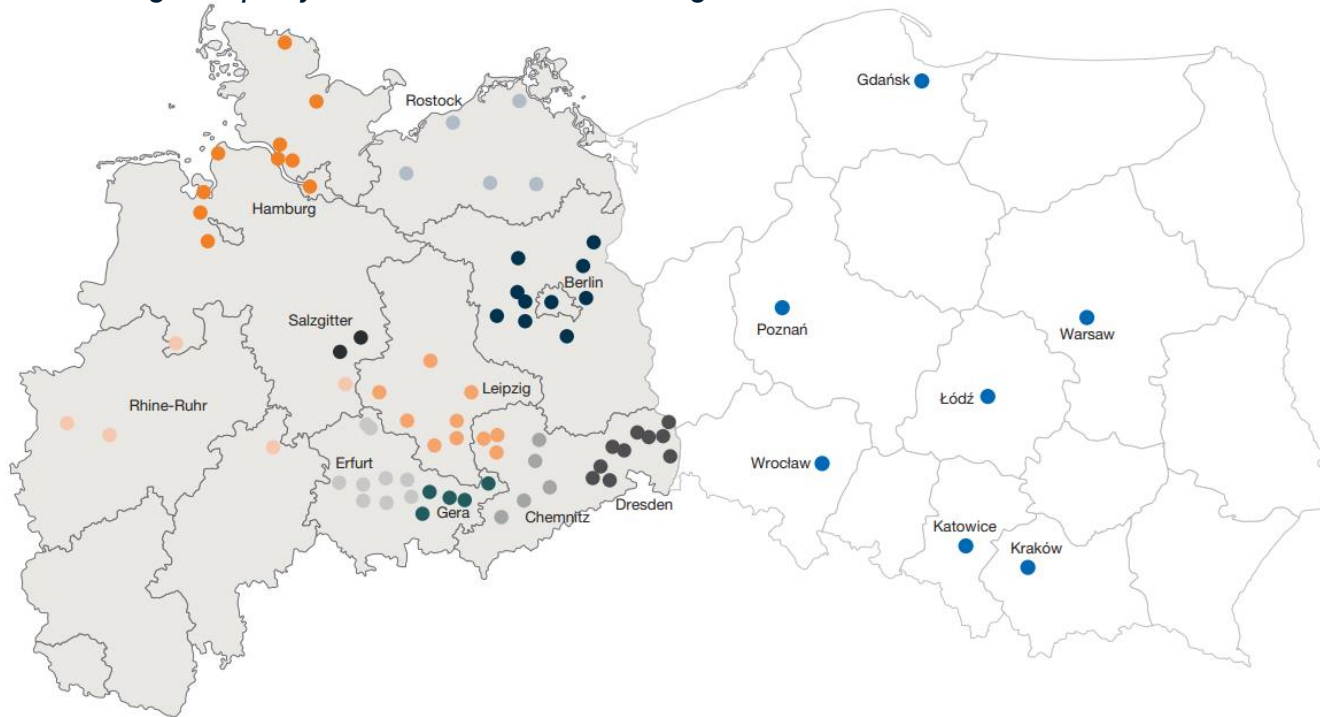 Gdańsk
Rostock
Hamburg
Berlin
Salzgitter
Poznań
Warsaw
Leipzig
Łódź
Rhine-Ruhr
Erfurt
Wrocław
Gera
Chemnitz
Dresden
Katowice
Kraków